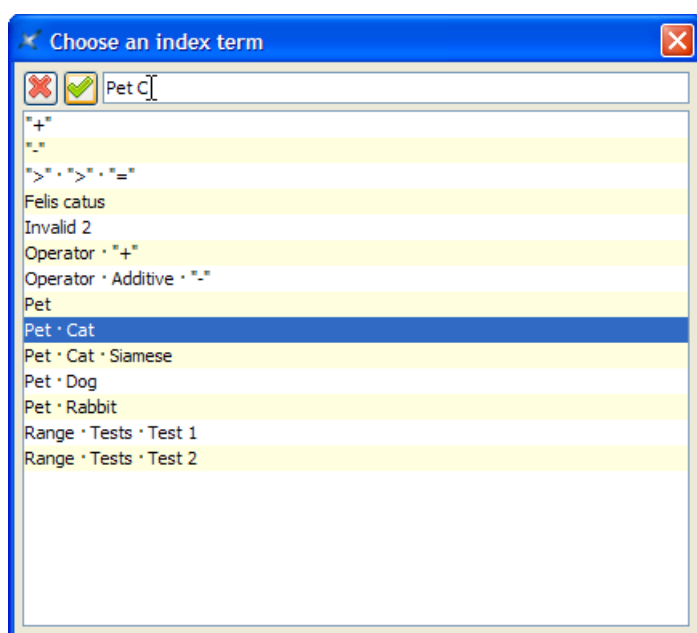 Choose an index term
Pet C
"+"
"-"
">" · ">" · "="
Felis catus
Invalid 2
Operator · "+"
Operator · Additive · "-"
Pet
Pet · Cat
Pet · Cat · Siamese
Pet · Dog
Pet · Rabbit
Range · Tests · Test 1
Range · Tests · Test 2